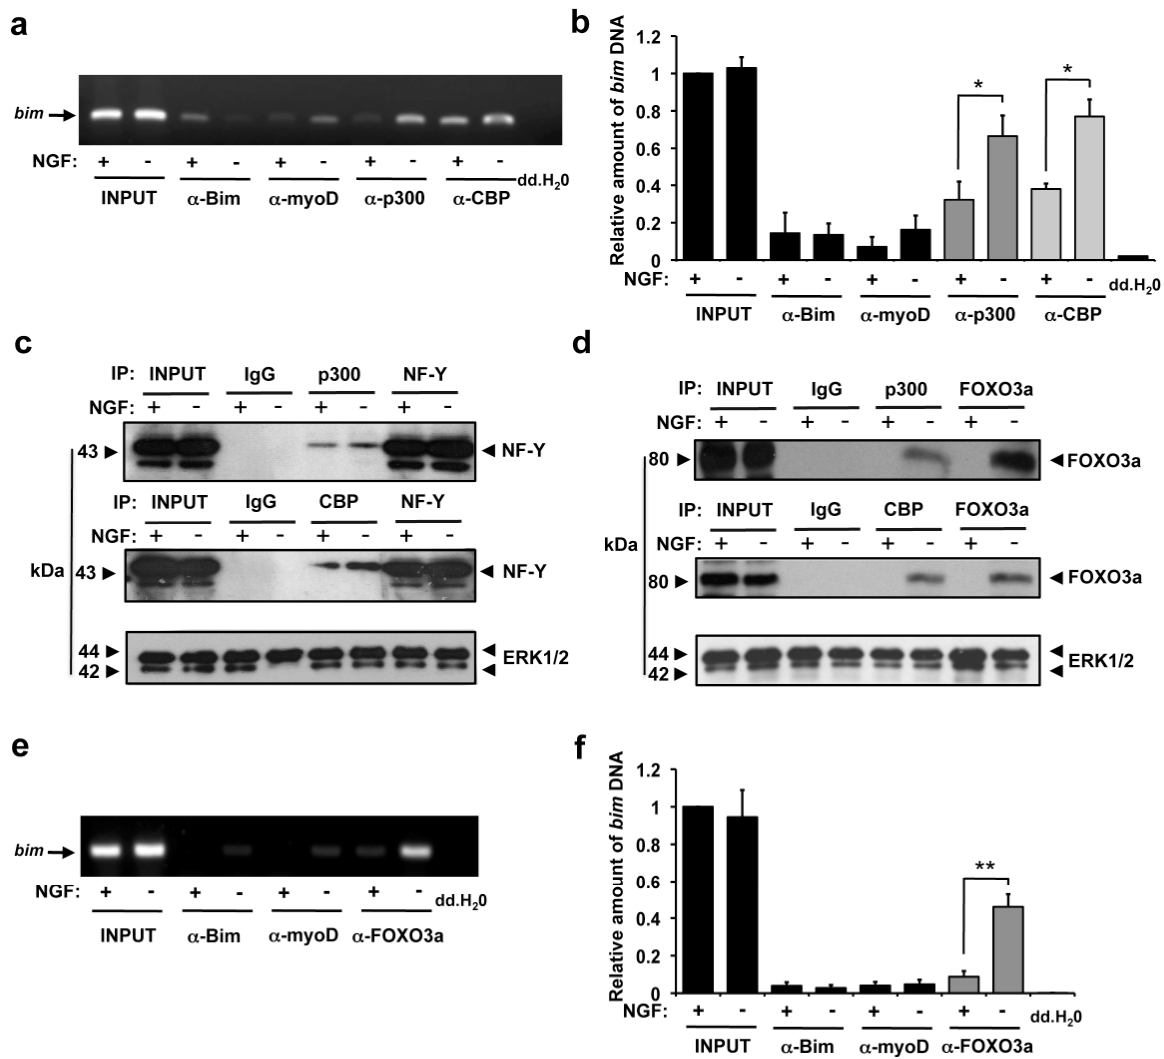 a
bim
NGF: + - + - + - + - + -
INPUT α-Bim α-myoD α-p300 α-CBP dd.H20
b
Relative amount of bim DNA
1.2
1
0.8
0.6
0.4
0.2
0
* *
NGF: + - + - + - + - + - dd.H20
INPUT α-Bim α-myoD α-p300 α-CBP
c
IP: INPUT IgG p300 NF-Y
NGF: + - + - + - + -
43 NF-Y
IP: INPUT IgG CBP NF-Y
NGF: + - + - + - + -
kDa
43 NF-Y
44
42
ERK1/2
d
IP: INPUT IgG p300 FOXO3a
NGF: + - + - + - + -
80 FOXO3a
IP: INPUT IgG CBP FOXO3a
NGF: + - + - + - + -
kDa
80 FOXO3a
44
42
ERK1/2
e
bim
NGF: + - + - + - + - dd.H20
INPUT α-Bim α-myoD α-FOXO3a
f
Relative amount of bim DNA
1.2
1
0.8
0.6
0.4
0.2
0
**
NGF: + - + - + - + - dd.H20
INPUT α-Bim α-myoD α-FOXO3a